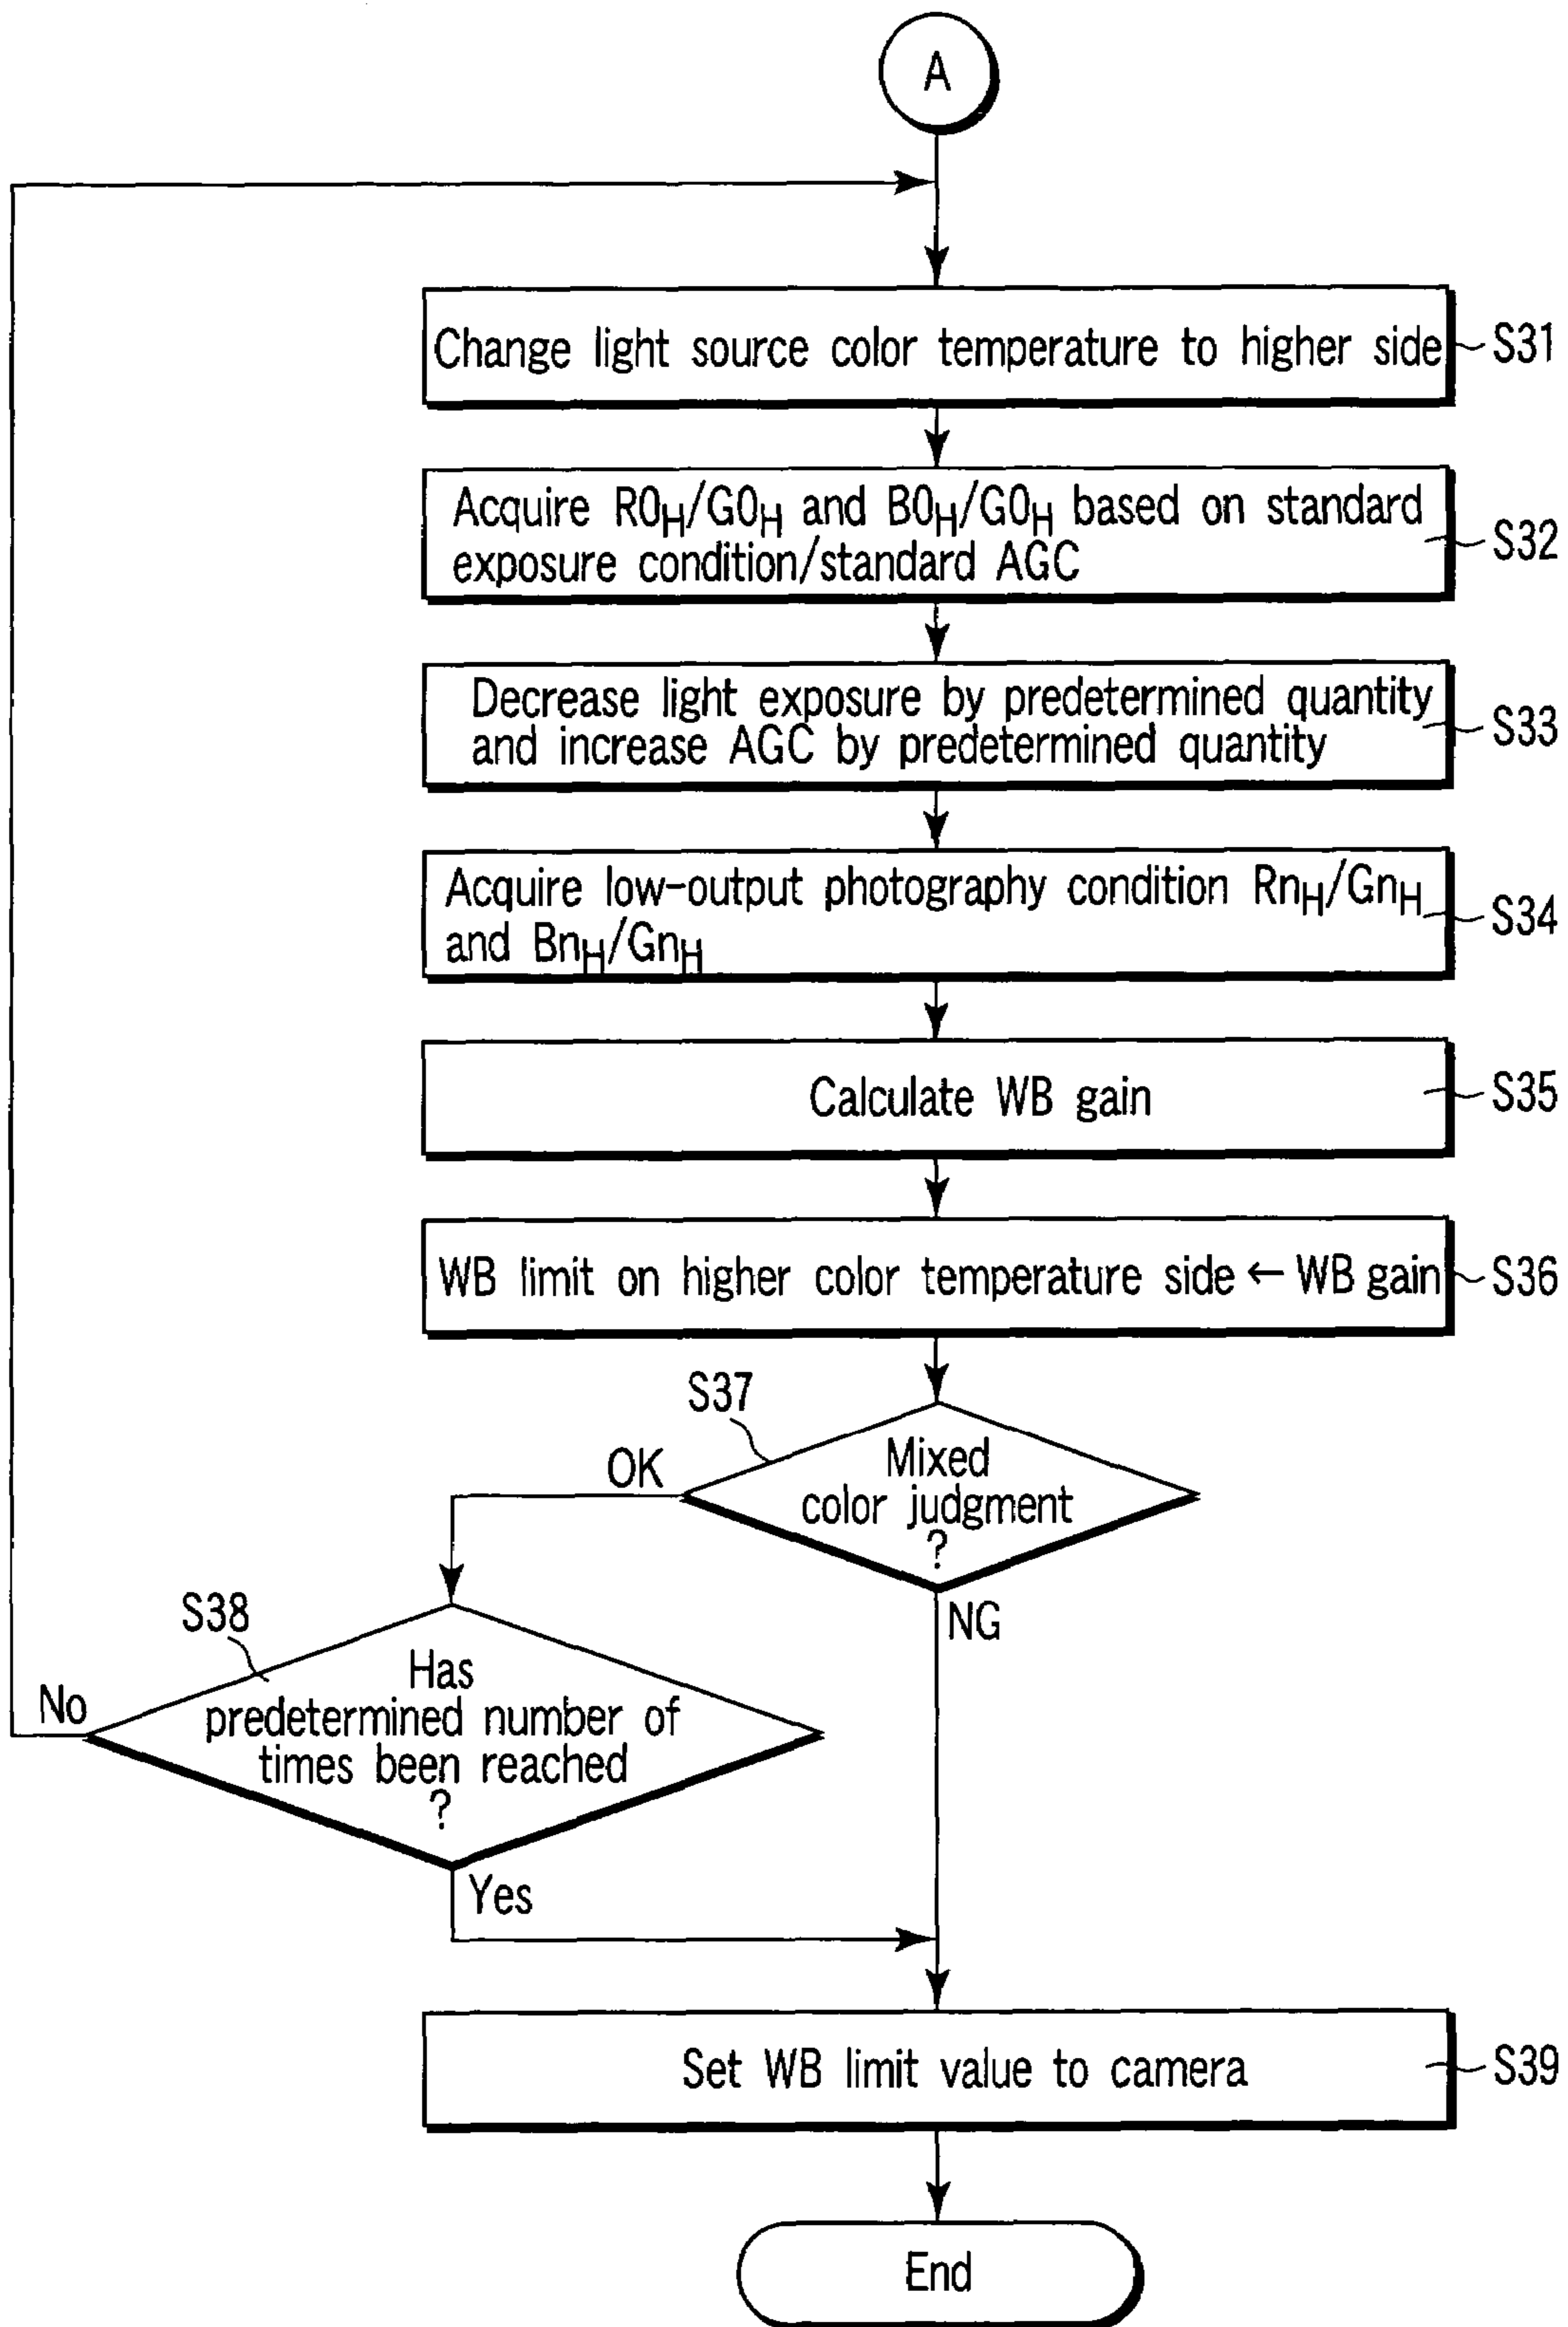 A
Change light source color temperature to higher side
S31
Acquire R0H/G0H and B0H/G0H based on standard
exposure condition/standard AGC
S32
Decrease light exposure by predetermined quantity
and increase AGC by predetermined quantity
S33
Acquire low-output photography condition RnH/GnH
and BnH/GnH
S34
Calculate WB gain
S35
WB limit on higher color temperature side ← WB gain
S36
S37
OK
Mixed
color judgment
?
NG
S38
No
Has
predetermined number of
times been reached
?
Yes
Set WB limit value to camera
S39
End